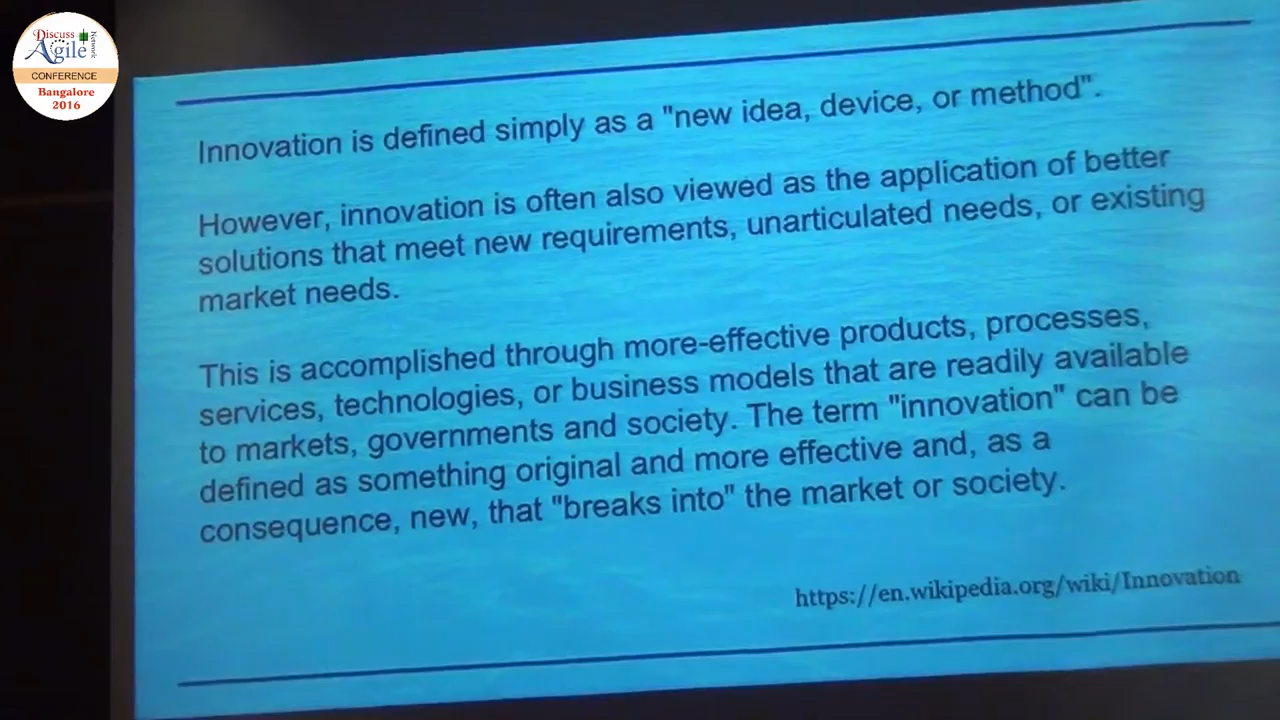 Discuss
Agile
Network
CONFERENCE
Bangalore
2016
Innovation is defined simply as a "new idea, device, or method".
However, innovation is often also viewed as the application of better
solutions that meet new requirements, unarticulated needs, or existing
market needs.
This is accomplished through more-effective products, processes,
services, technologies, or business models that are readily available
to markets, governments and society. The term "innovation" can be
defined as something original and more effective and, as a
consequence, new, that "breaks into" the market or society.
https://en.wikipedia.org/wiki/Innovation